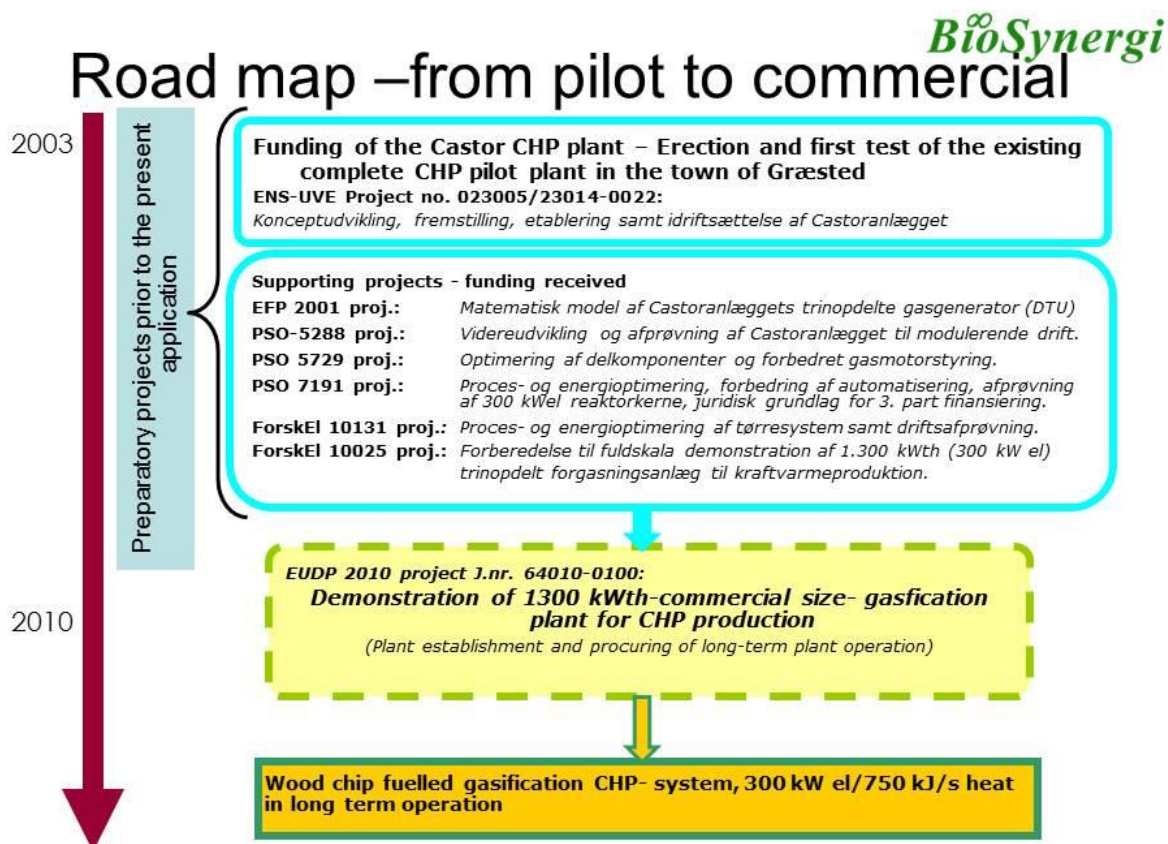 BioSynergi
Road map –from pilot to commercial
2003
Preparatory projects prior to the present
application
Funding of the Castor CHP plant – Erection and first test of the existing
complete CHP pilot plant in the town of Græsted
ENS-UVE Project no. 023005/23014-0022:
Konceptudvikling, fremstilling, etablering samt idriftsættelse af Castoranlægget
Supporting projects - funding received
EFP 2001 proj.: Matematisk model af Castoranlæggets trinopdelte gasgenerator (DTU)
PSO-5288 proj.: Videreudvikling og afprøvning af Castoranlægget til modulerende drift.
PSO 5729 proj.: Optimering af delkomponenter og forbedret gasmotorstyring.
PSO 7191 proj.: Proces- og energioptimering, forbedring af automatisering, afprøvning
af 300 kWel reaktorkerne, juridisk grundlag for 3. part finansiering.
ForskEl 10131 proj.: Proces- og energioptimering af tørresystem samt driftsafprøvning.
ForskEl 10025 proj.: Forberedelse til fuldskala demonstration af 1.300 kWth (300 kW el)
trinopdelt forgasningsanlæg til kraftvarmeproduktion.
2010
EUDP 2010 project J.nr. 64010-0100:
Demonstration of 1300 kWth-commercial size- gasfication
plant for CHP production
(Plant establishment and procuring of long-term plant operation)
Wood chip fuelled gasification CHP- system, 300 kW el/750 kJ/s heat
in long term operation